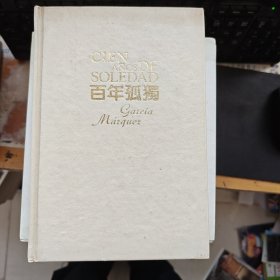 CIEN
AÑOS DE
SOLEDAD
百年孤獨
García
Márquez